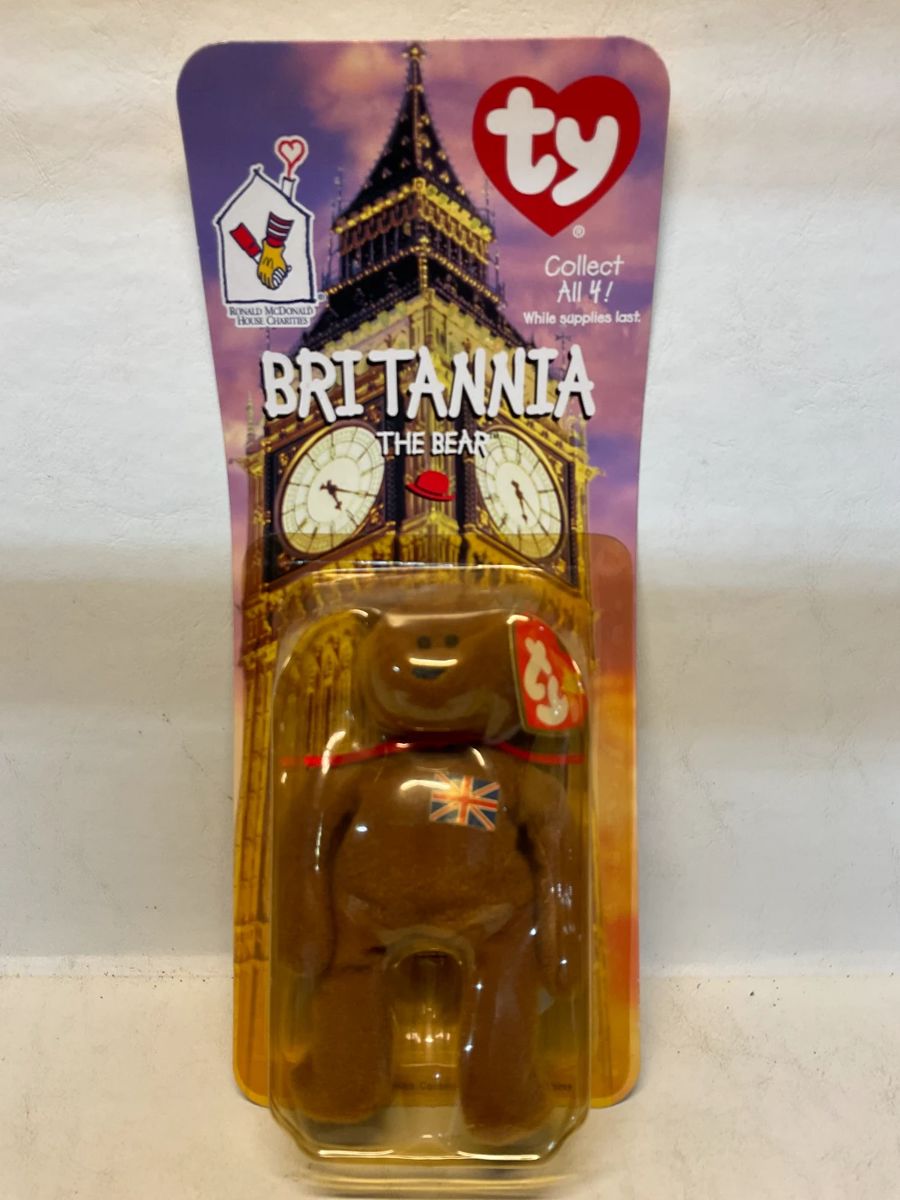 ty
®
Collect
All 4!
While supplies last.
RONALD MCDONALD
HOUSE CHARITIES
®
BRITANNIA
THE BEAR
ty